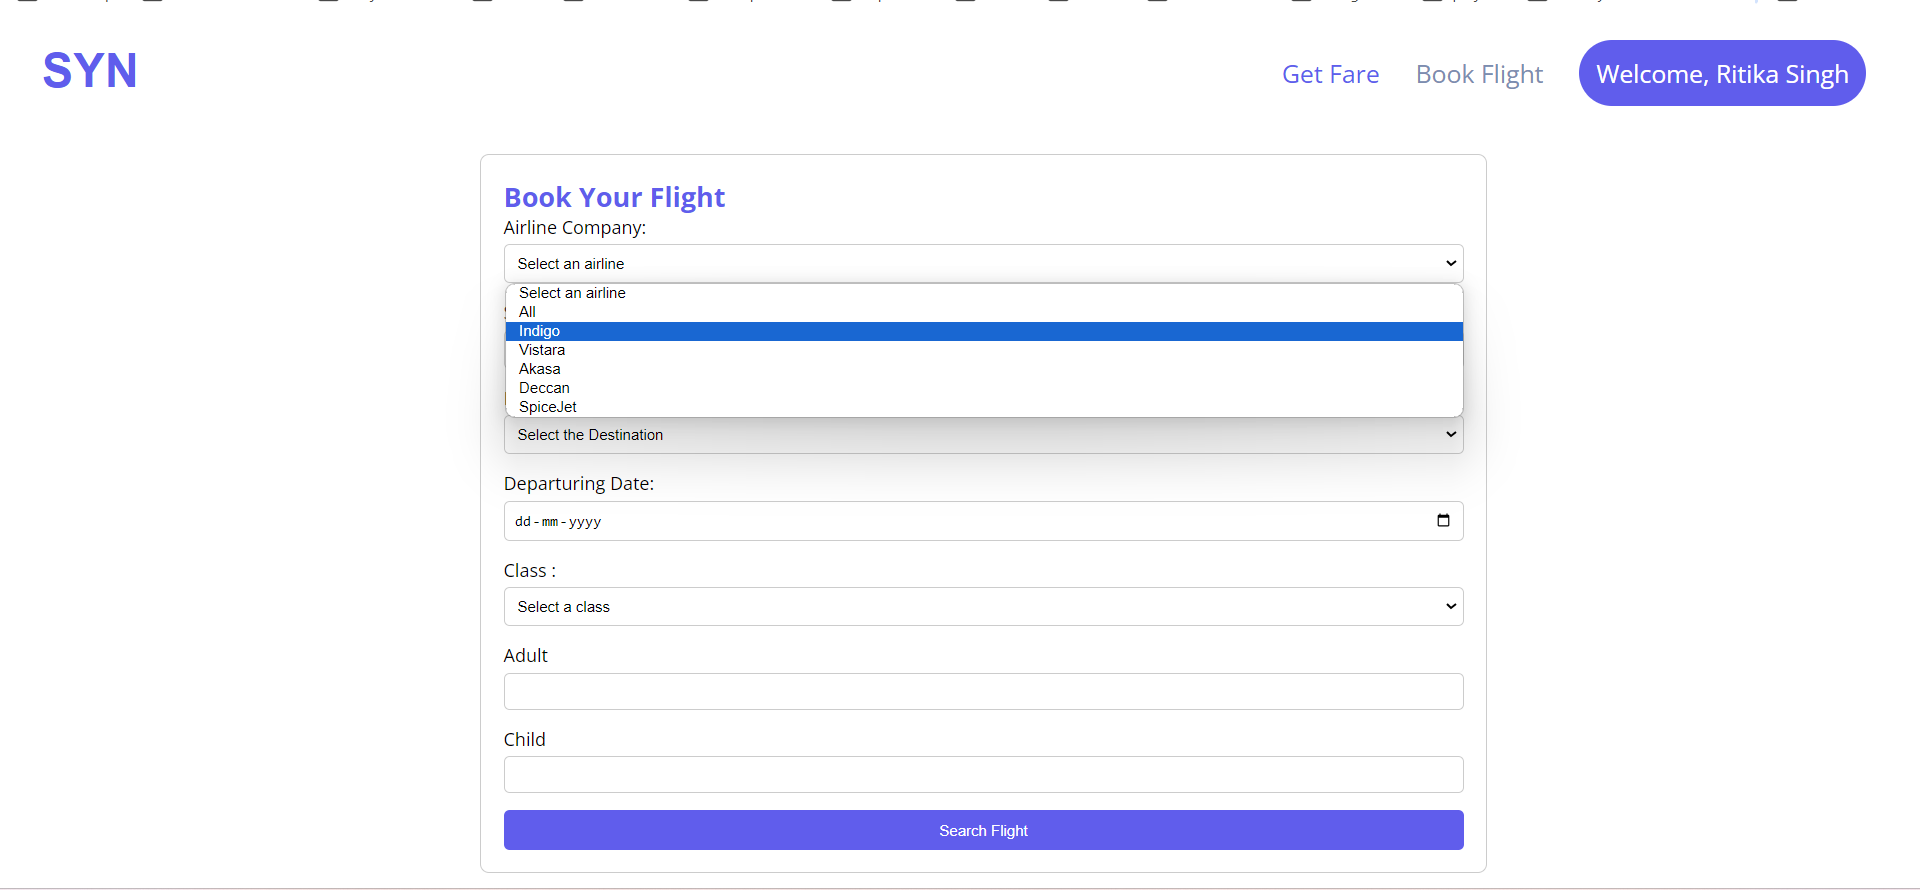 SYN
Get Fare
Book Flight
Welcome, Ritika Singh
Book Your Flight
Airline Company:
Select an airline
Select an airline
All
Indigo
Vistara
Akasa
Deccan
SpiceJet
Select the Destination
Departuring Date:
dd-mm-yyyy
Class :
Select a class
Adult
Child
Search Flight